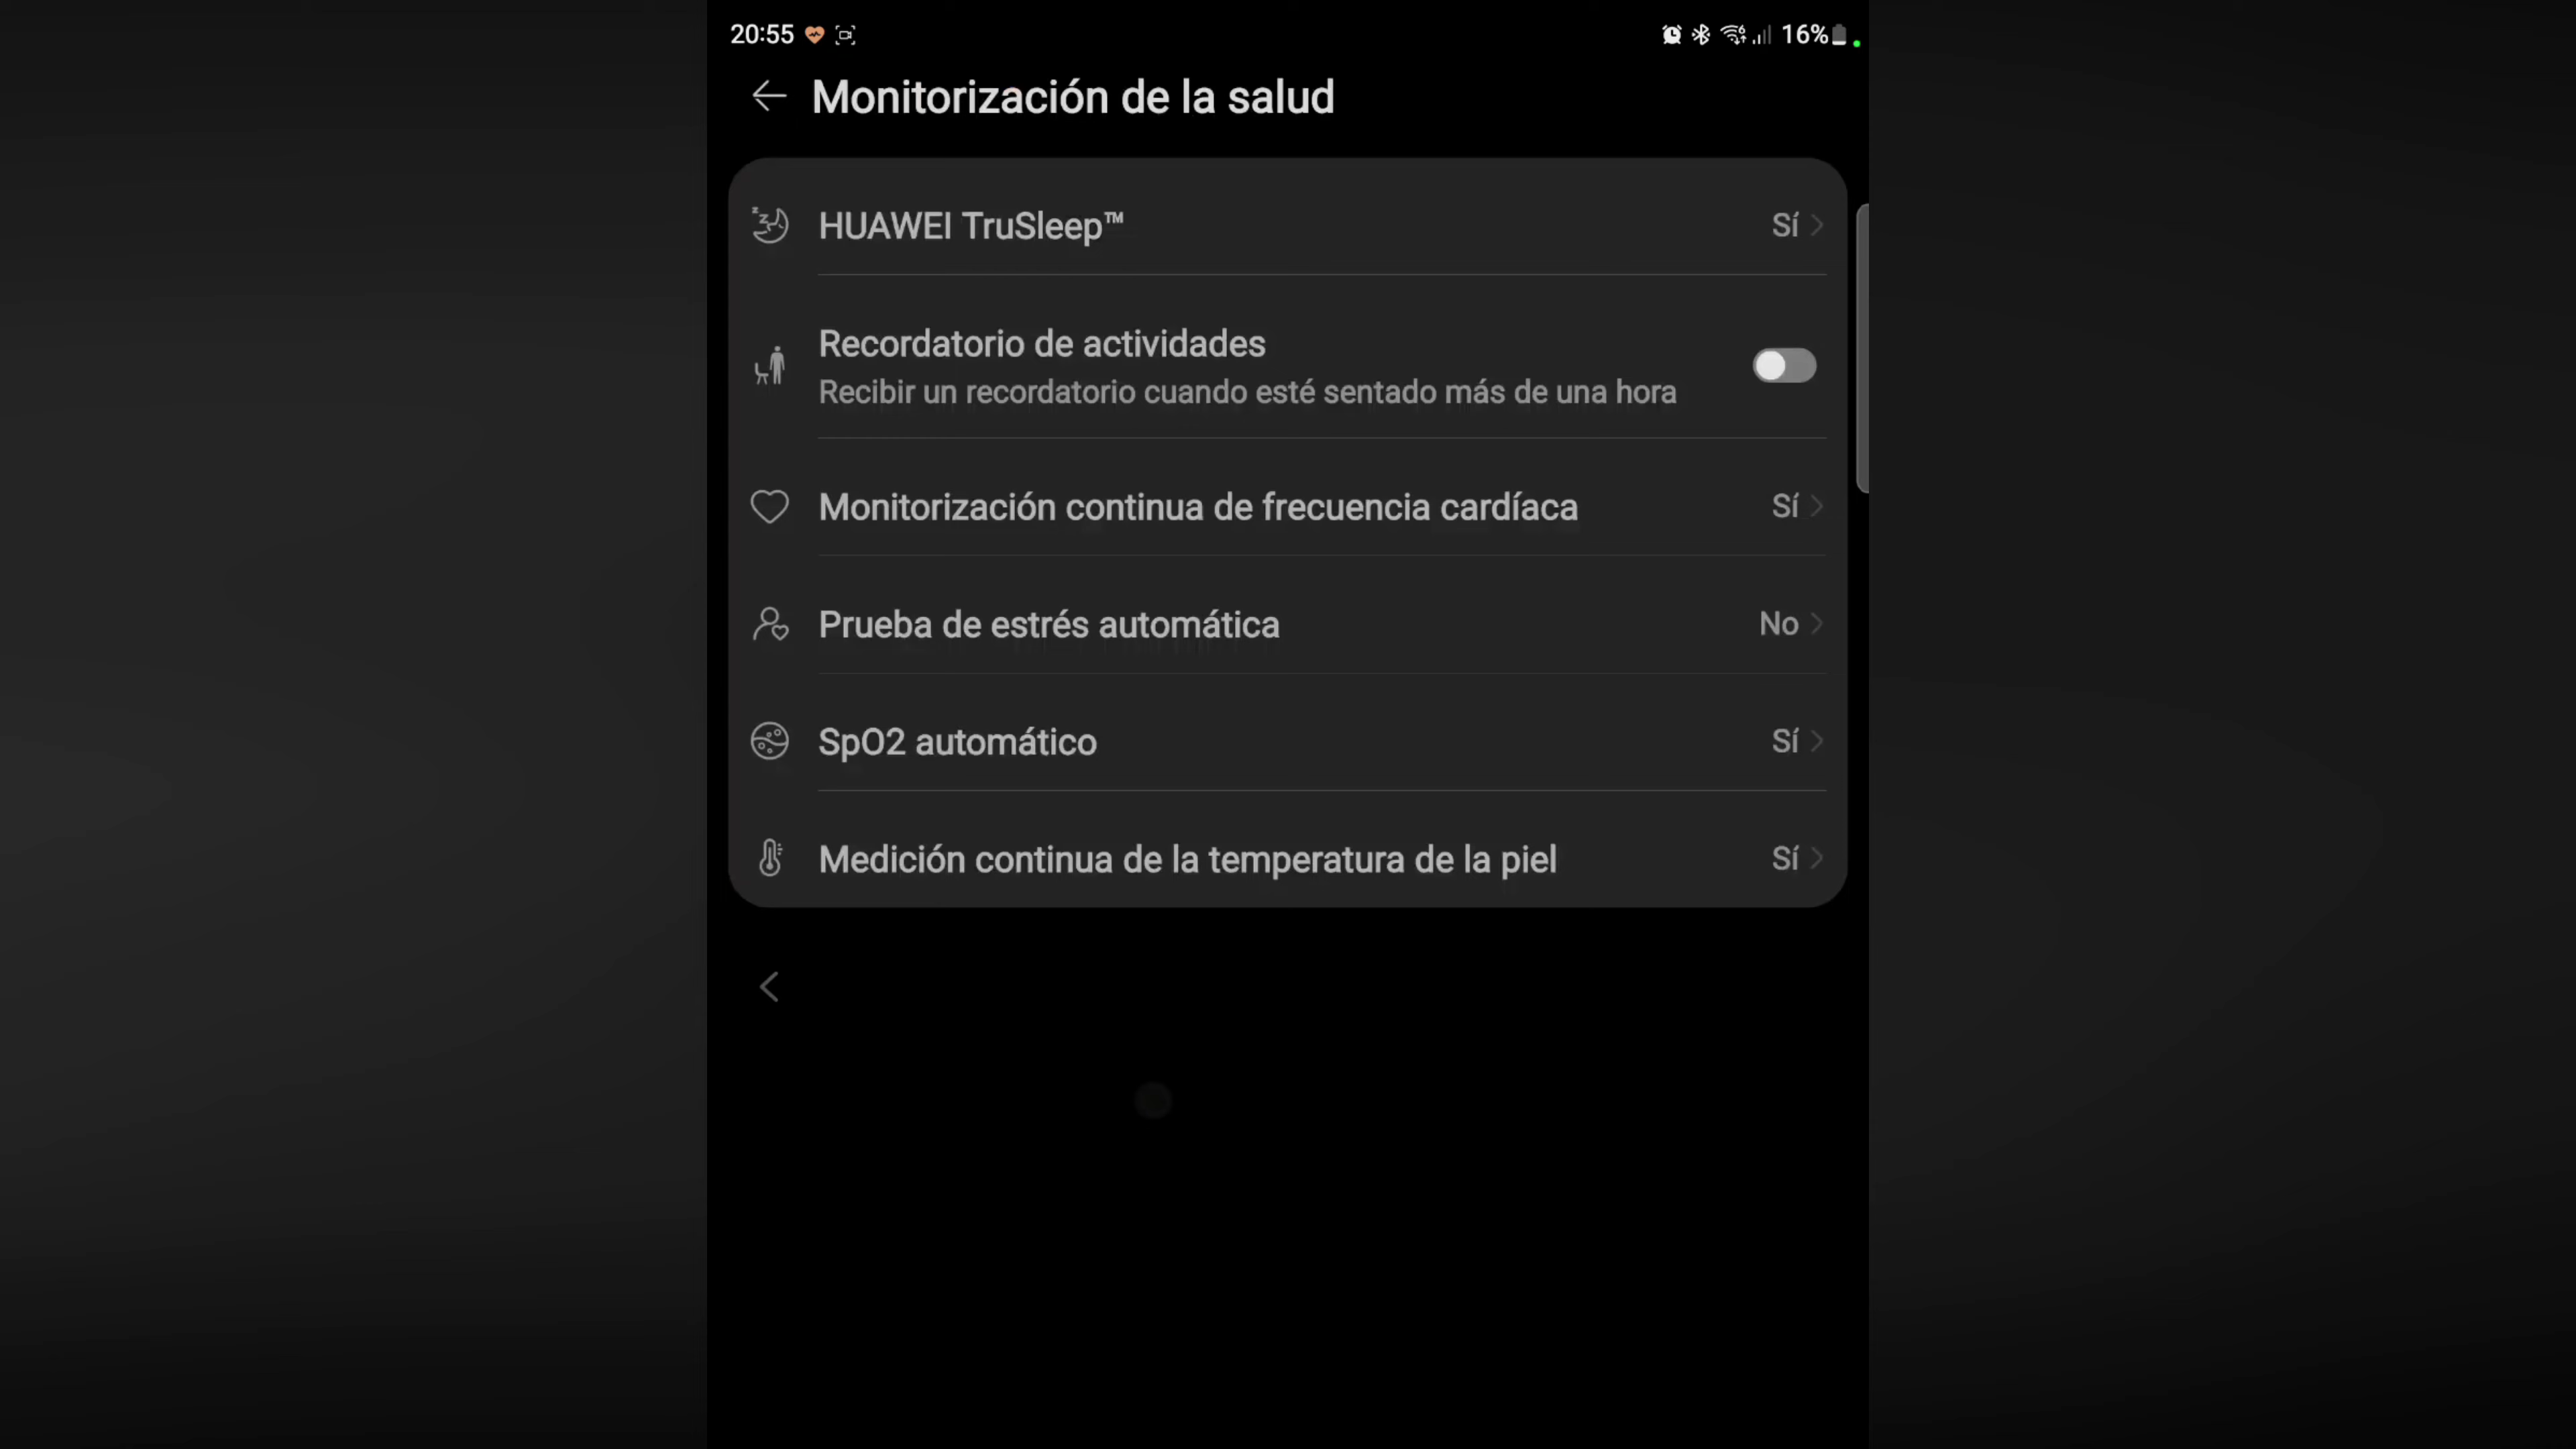 20:55
16%
Monitorización de la salud
HUAWEI TruSleep™
Sí
Recordatorio de actividades
Recibir un recordatorio cuando esté sentado más de una hora
Monitorización continua de frecuencia cardíaca
Sí
Prueba de estrés automática
No
SpO2 automático
Sí
Medición continua de la temperatura de la piel
Sí